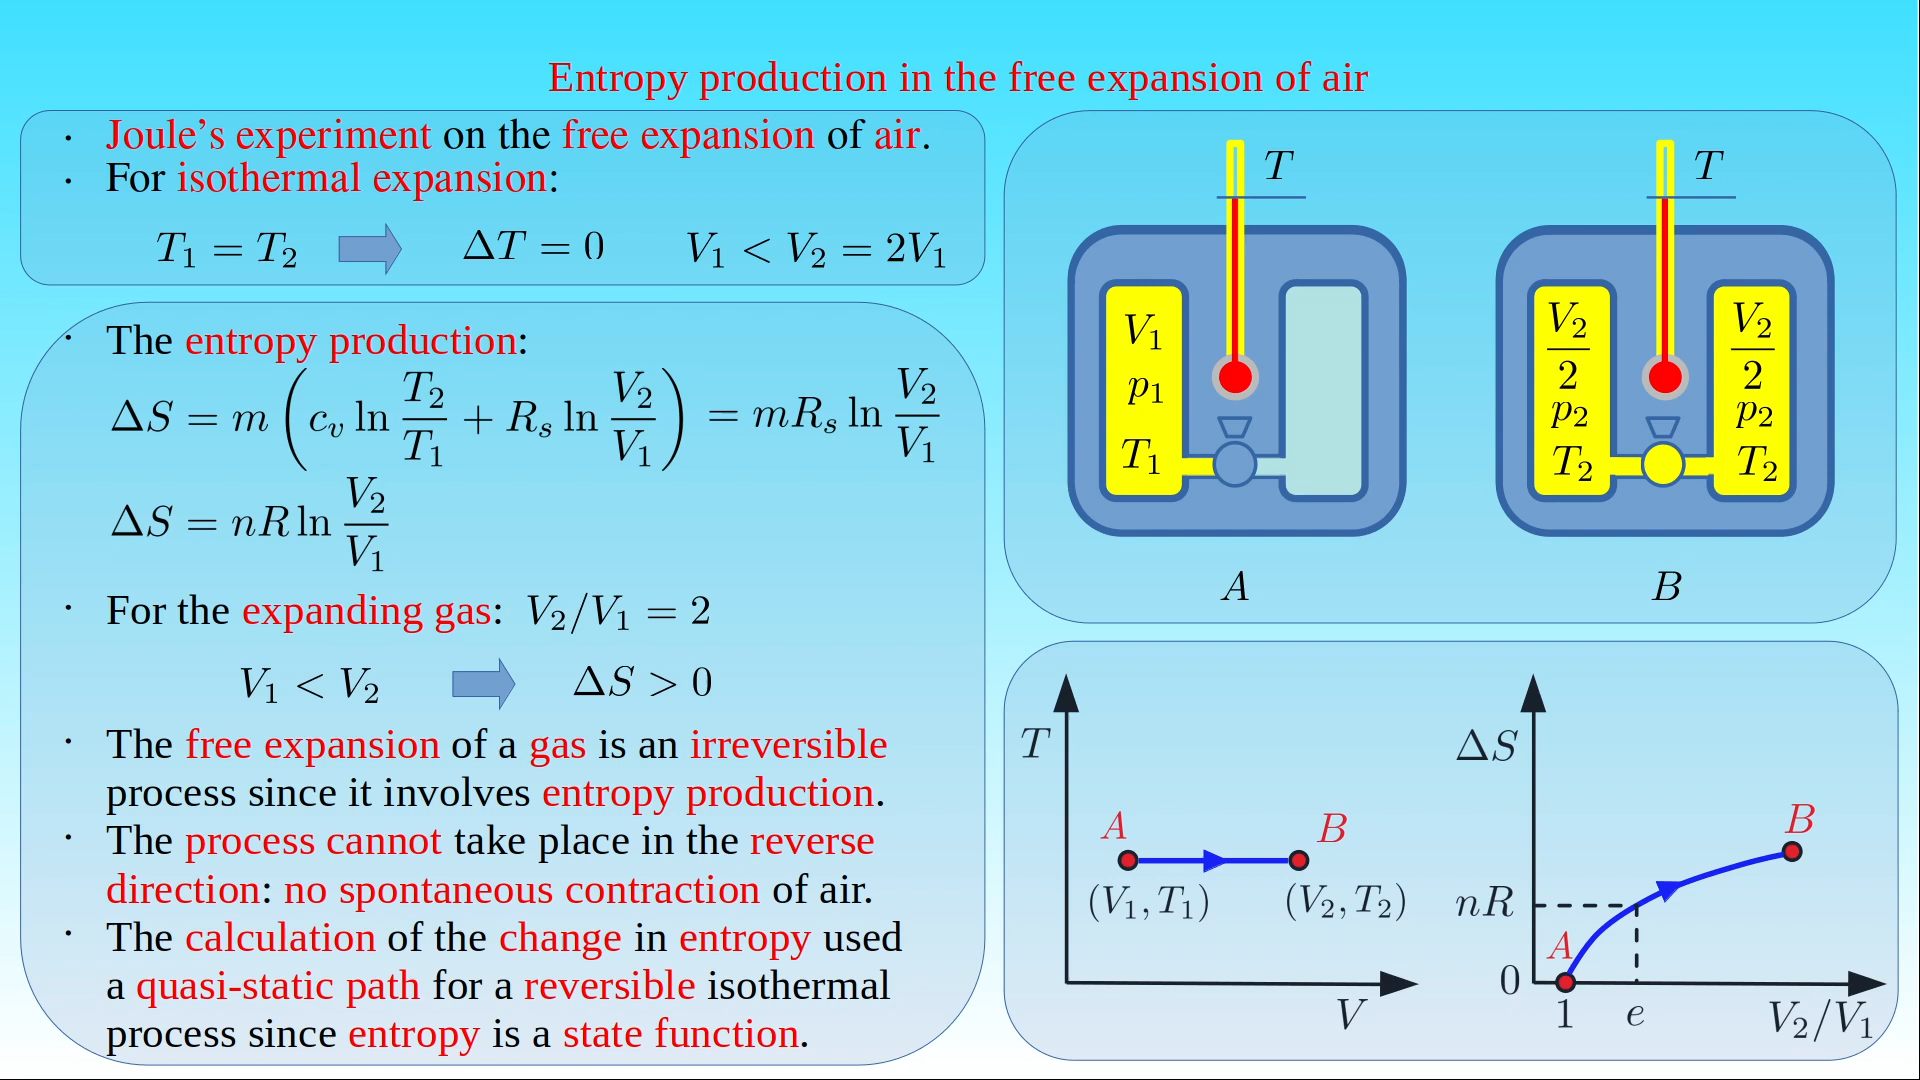 Entropy production in the free expansion of air
· Joule’s experiment on the free expansion of air.
· For isothermal expansion:
T₁ = T₂ ΔT = 0 V₁ < V₂ = 2V₁
· The entropy production:
ΔS = m (c_v ln T₂/T₁ + R_s ln V₂/V₁) = mR_s ln V₂/V₁
ΔS = nR ln V₂/V₁
· For the expanding gas: V₂/V₁ = 2
V₁ < V₂ ΔS > 0
· The free expansion of a gas is an irreversible
process since it involves entropy production.
· The process cannot take place in the reverse
direction: no spontaneous contraction of air.
· The calculation of the change in entropy used
a quasi-static path for a reversible isothermal
process since entropy is a state function.
T
V₁
p₁
T₁
A
T
V₂/2 V₂/2
p₂ p₂
T₂ T₂
B
T
A B
(V₁, T₁) (V₂, T₂)
V
ΔS
B
nR
A
0
1 e V₂/V₁